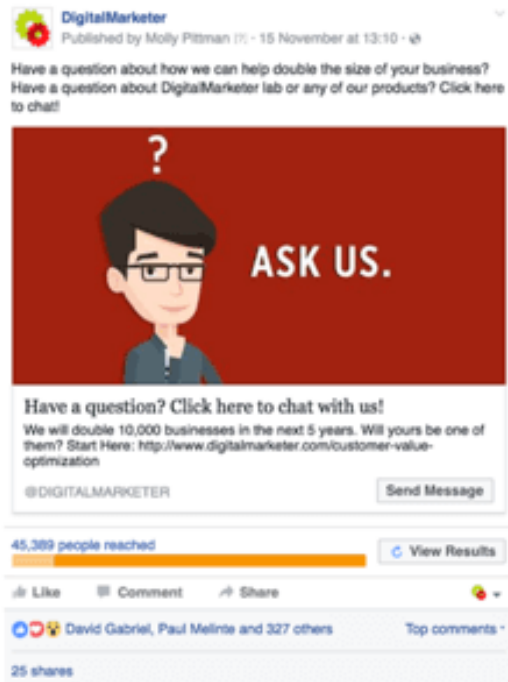 DigitalMarketer
Published by Molly Pittman [?] · 15 November at 13:10 ·
Have a question about how we can help double the size of your business?
Have a question about DigitalMarketer lab or any of our products? Click here
to chat!
?
ASK US.
Have a question? Click here to chat with us!
We will double 10,000 businesses in the next 5 years. Will yours be one of
them? Start Here: http://www.digitalmarketer.com/customer-value-
optimization
@DIGITALMARKETER
Send Message
45,389 people reached
View Results
Like Comment Share
David Gabriel, Paul Melinte and 327 others
Top comments
25 shares